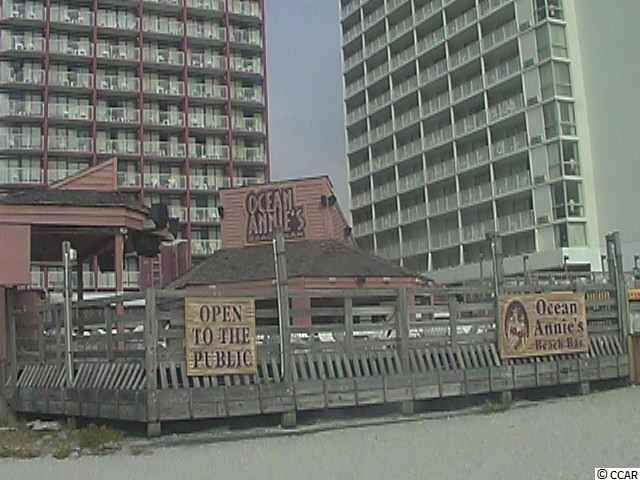 OCEAN
ANNIE'S
OPEN
TO THE
PUBLIC
Ocean
Annie's
Beach Bar
©CCAR